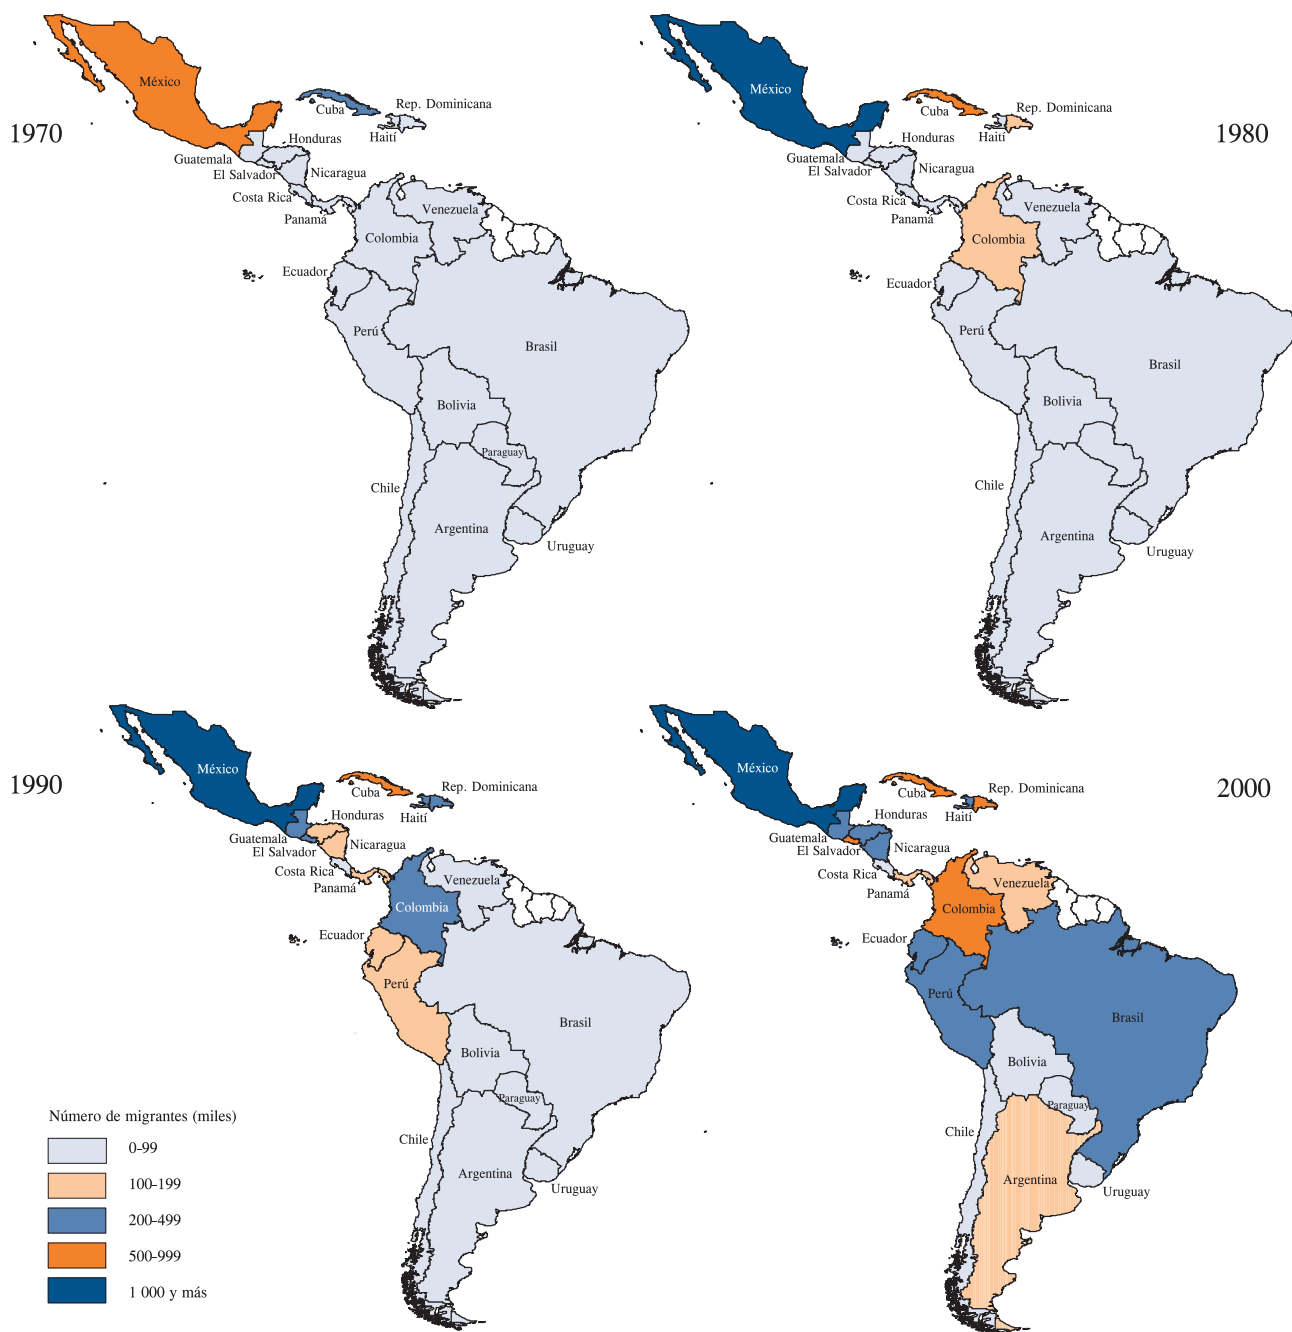 1970
México
Cuba
Rep. Dominicana
Haití
Honduras
Guatemala
El Salvador
Nicaragua
Costa Rica
Panamá
Venezuela
Colombia
Ecuador
Perú
Brasil
Bolivia
Paraguay
Chile
Argentina
Uruguay
1980
México
Cuba
Rep. Dominicana
Haití
Honduras
Guatemala
El Salvador
Nicaragua
Costa Rica
Panamá
Venezuela
Colombia
Ecuador
Perú
Brasil
Bolivia
Chile
Argentina
Uruguay
1990
México
Cuba
Rep. Dominicana
Haití
Honduras
Guatemala
El Salvador
Nicaragua
Costa Rica
Panamá
Venezuela
Colombia
Ecuador
Perú
Brasil
Bolivia
Paraguay
Chile
Argentina
Uruguay
2000
México
Cuba
Rep. Dominicana
Haití
Honduras
Guatemala
El Salvador
Nicaragua
Costa Rica
Panamá
Venezuela
Colombia
Ecuador
Perú
Brasil
Bolivia
Paraguay
Chile
Argentina
Uruguay
Número de migrantes (miles)
0-99
100-199
200-499
500-999
1 000 y más